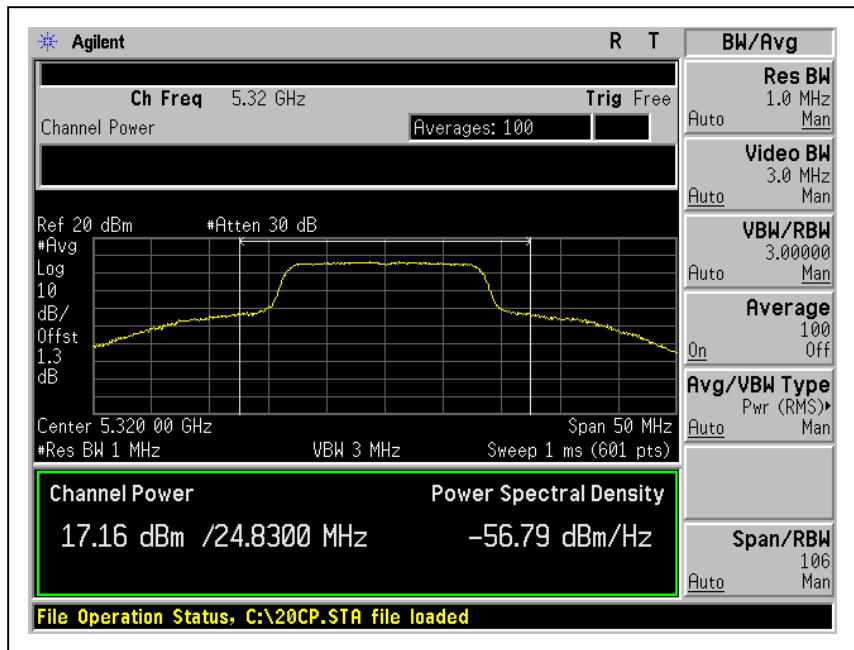 Agilent
R T
Ch Freq 5.32 GHz
Trig Free
Channel Power
Averages: 100
Ref 20 dBm
#Atten 30 dB
#Avg
Log
10
dB/
Offst
1.3
dB
Center 5.320 00 GHz
Span 50 MHz
#Res BW 1 MHz
VBW 3 MHz
Sweep 1 ms (601 pts)
Channel Power
Power Spectral Density
17.16 dBm /24.8300 MHz
-56.79 dBm/Hz
File Operation Status, C:\20CP.STA file loaded
BW/Avg
Res BW
1.0 MHz
Auto Man
Video BW
3.0 MHz
Auto Man
VBW/RBW
3.00000
Auto Man
Average
100
On Off
Avg/VBW Type
Pwr (RMS)▸
Auto Man
Span/RBW
106
Auto Man